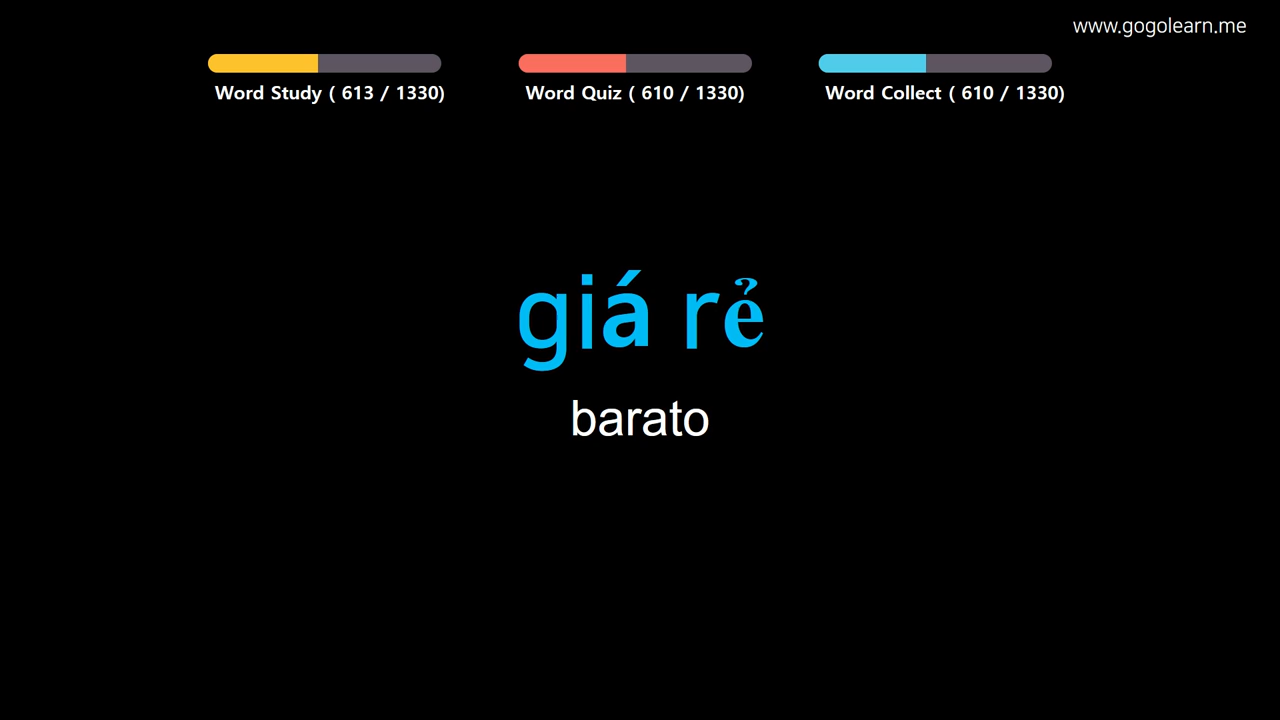 www.gogolearn.me
Word Study ( 613 / 1330)
Word Quiz ( 610 / 1330)
Word Collect ( 610 / 1330)
giá rẻ
barato